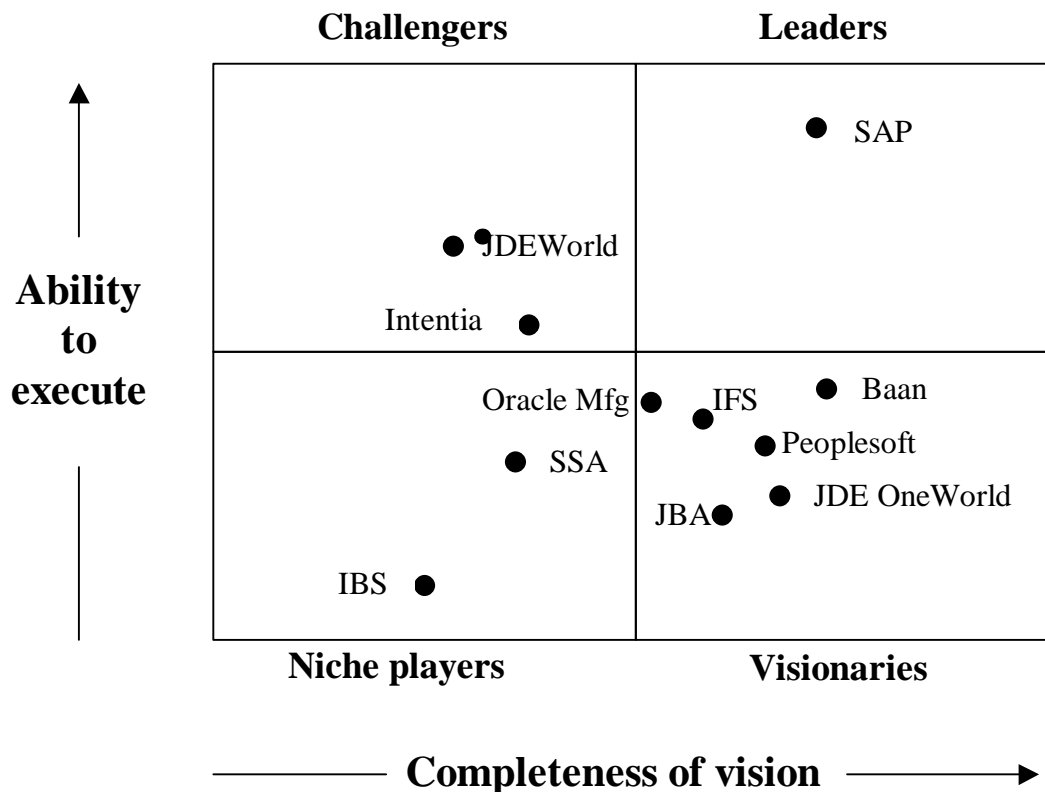 Challengers
Leaders
SAP
JDEWorld
Intentia
Ability
to
execute
Oracle Mfg
IFS
Baan
Peoplesoft
SSA
JDE OneWorld
JBA
IBS
Niche players
Visionaries
Completeness of vision